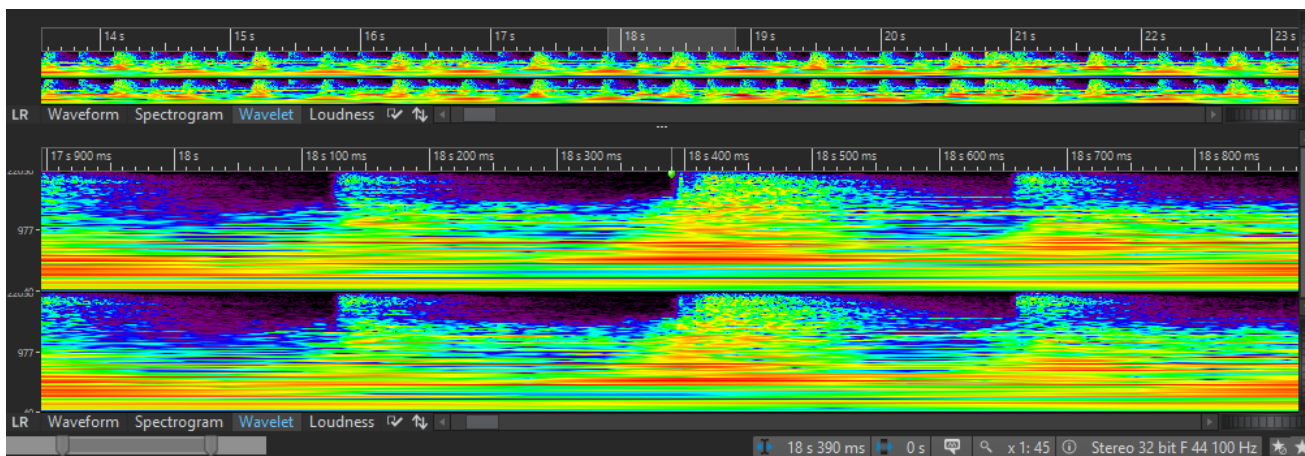 14 s 15 s 16 s 17 s 18 s 19 s 20 s 21 s 22 s 23 s
LR Waveform Spectrogram Wavelet Loudness
17 s 900 ms 18 s 18 s 100 ms 18 s 200 ms 18 s 300 ms 18 s 400 ms 18 s 500 ms 18 s 600 ms 18 s 700 ms 18 s 800 ms
977
977
LR Waveform Spectrogram Wavelet Loudness
18 s 390 ms 0 s x 1: 45 Stereo 32 bit F 44 100 Hz